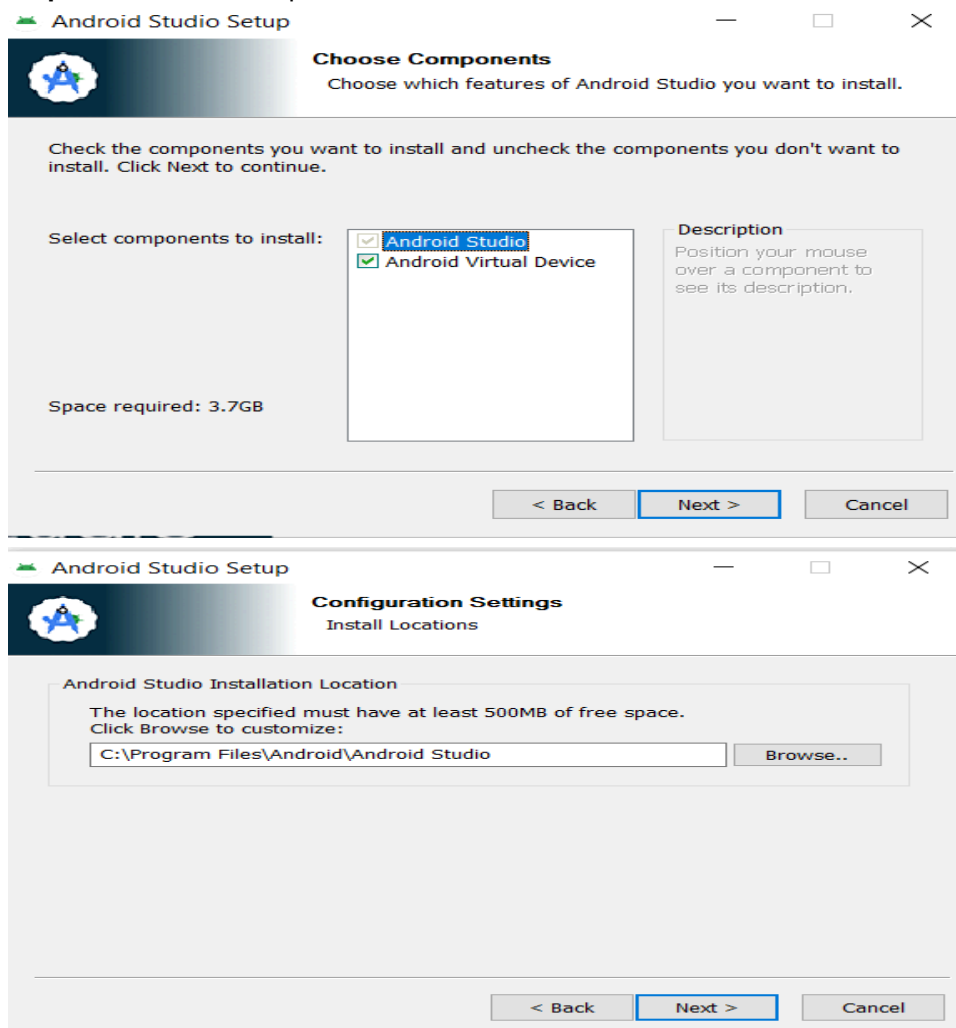 Android Studio Setup
Choose Components
Choose which features of Android Studio you want to install.
Check the components you want to install and uncheck the components you don't want to
install. Click Next to continue.
Select components to install:
Android Studio
Android Virtual Device
Description
Position your mouse
over a component to
see its description.
Space required: 3.7GB
< Back
Next >
Cancel
Android Studio Setup
Configuration Settings
Install Locations
Android Studio Installation Location
The location specified must have at least 500MB of free space.
Click Browse to customize:
C:\Program Files\Android\Android Studio
Browse..
< Back
Next >
Cancel